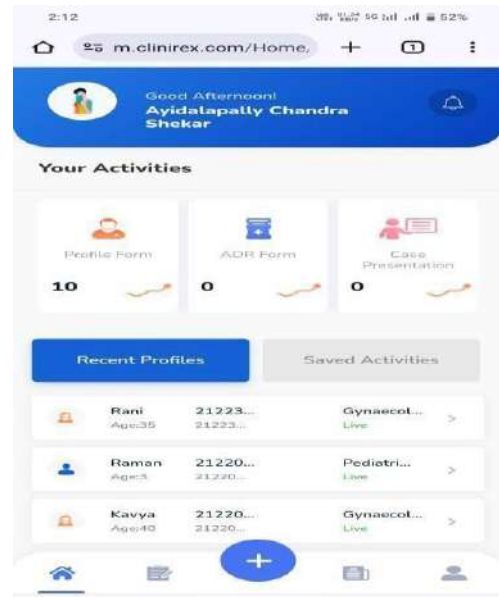 2:12 5G 52%
m.clinirex.com/Home, 1
Good Afternoon!
Ayidalapally Chandra
Shekar
Your Activities
Profile Form ADR Form Case
Presentation
10 0 0
Recent Profiles Saved Activities
Rani 21223... Gynaecol...
Age:35 21223... Live
Raman 21220... Pediatri...
Age:3 21220... Live
Kavya 21220... Gynaecol...
Age:40 21220... Live